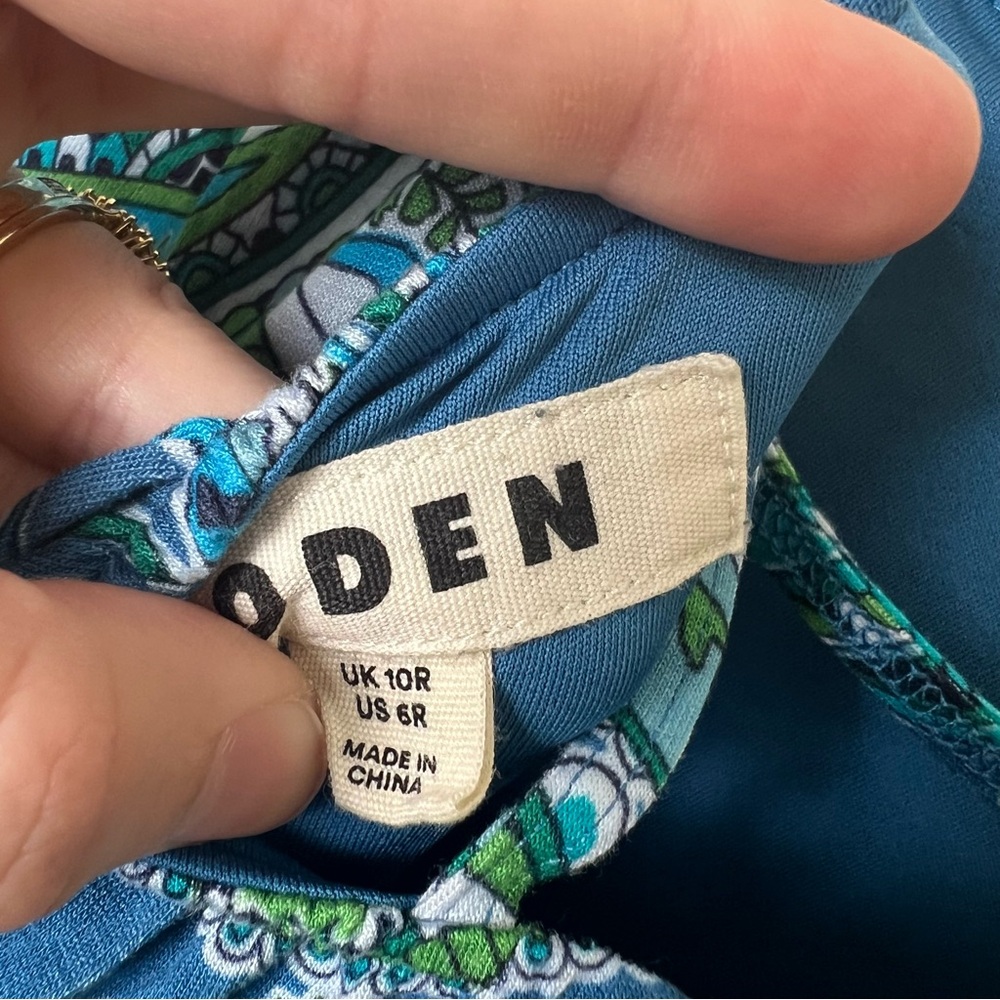 ODEN
UK 10R
US 6R
MADE IN
CHINA